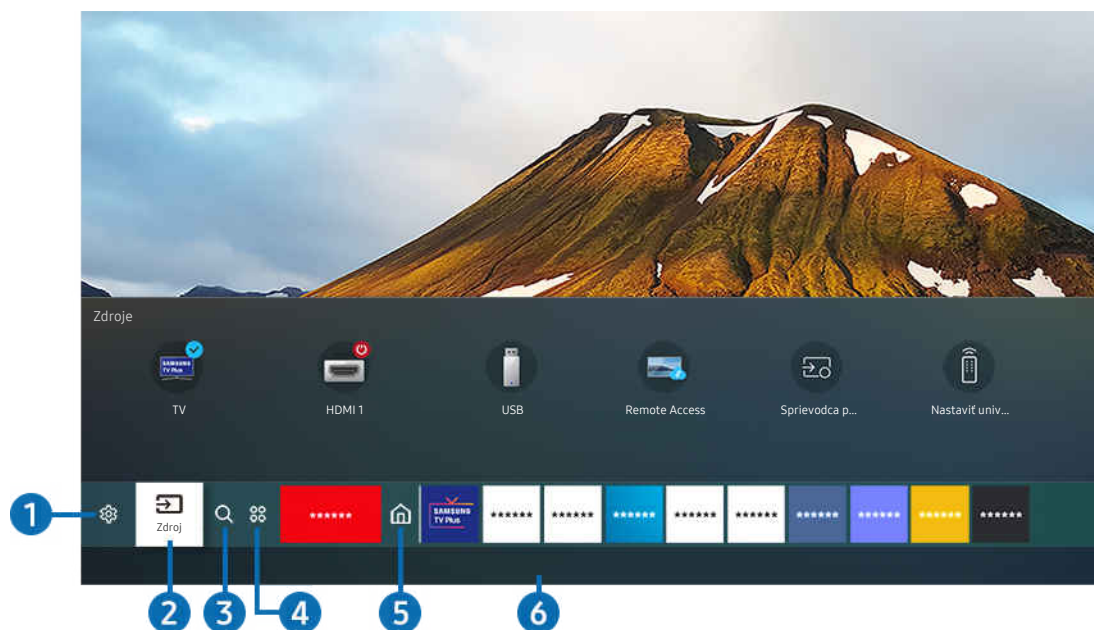 Zdroje
SAMSUNG
TV Plus
TV
HDMI 1
USB
Remote Access
Sprievodca p...
Nastaviť univ...
1
Zdroj
******
SAMSUNG
TV Plus
******
******
******
******
******
******
******
******
******
2
3
4
5
6